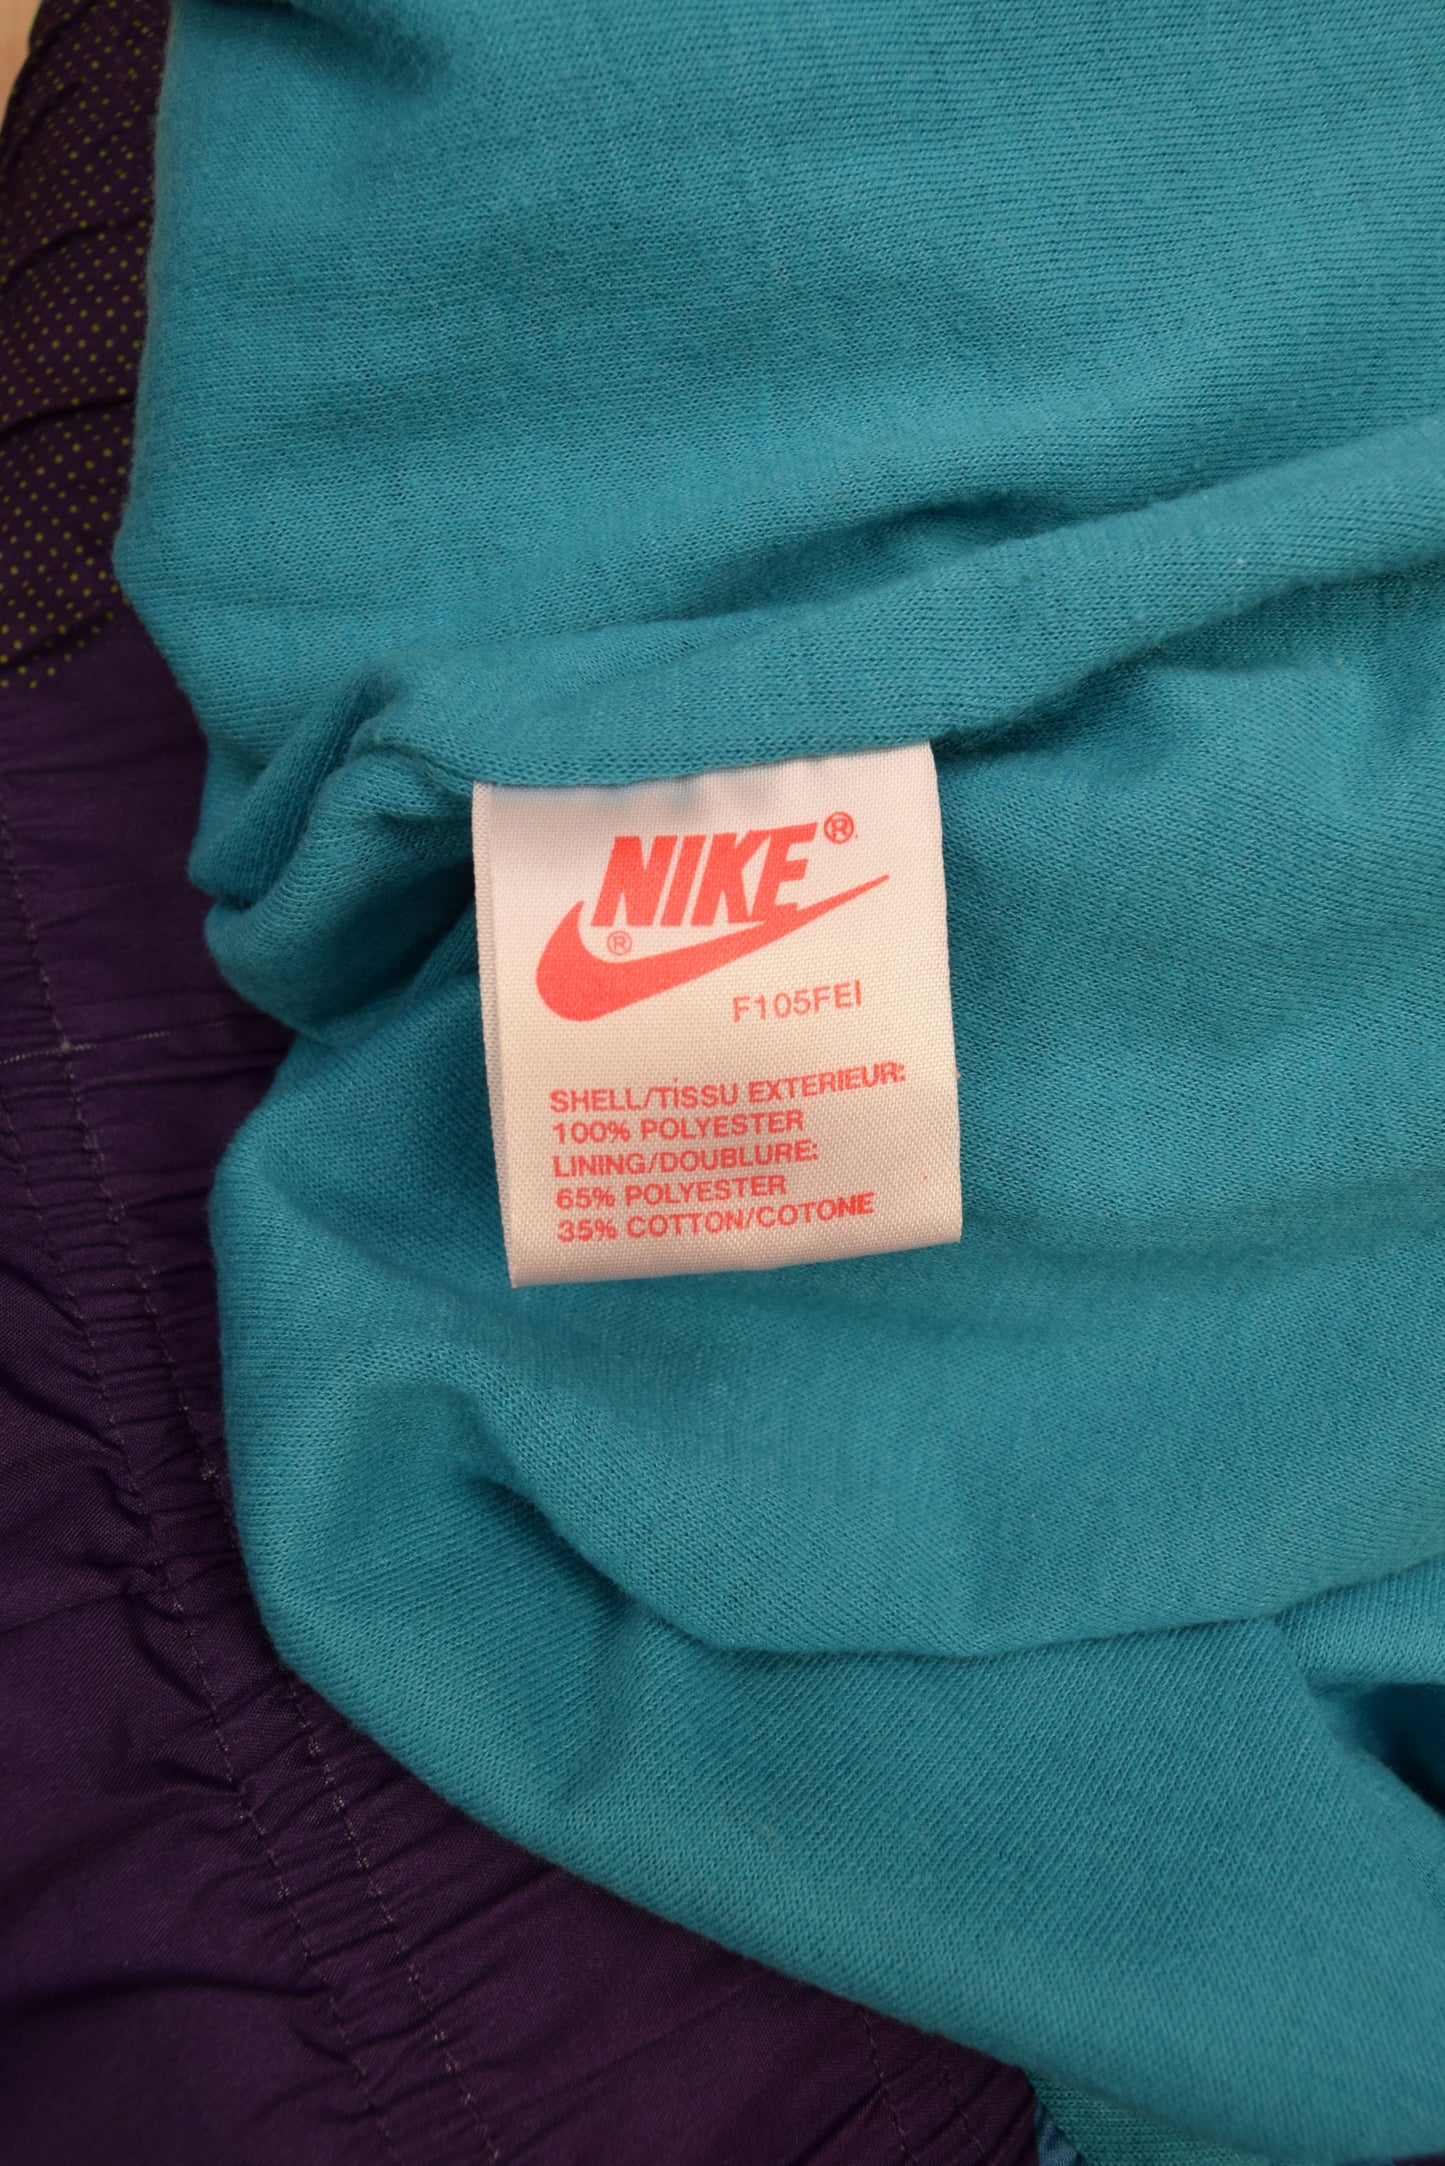 NIKE®
®
F105FEI
SHELL/TiSSU EXTERIEUR:
100% POLYESTER
LINING/DOUBLURE:
65% POLYESTER
35% COTTON/COTONE